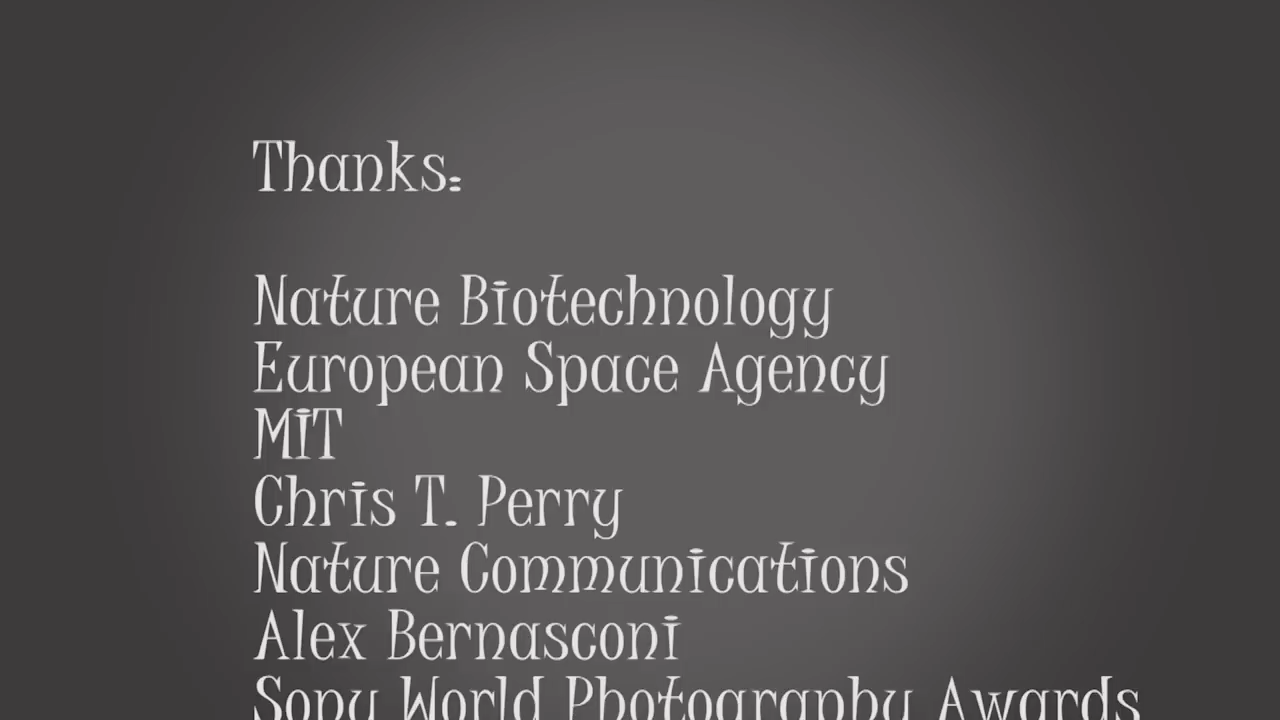 Thanks:
Nature Biotechnology
European Space Agency
MiT
Chris T. Perry
Nature Communications
Alex Bernasconi
Sony World Photography Awards